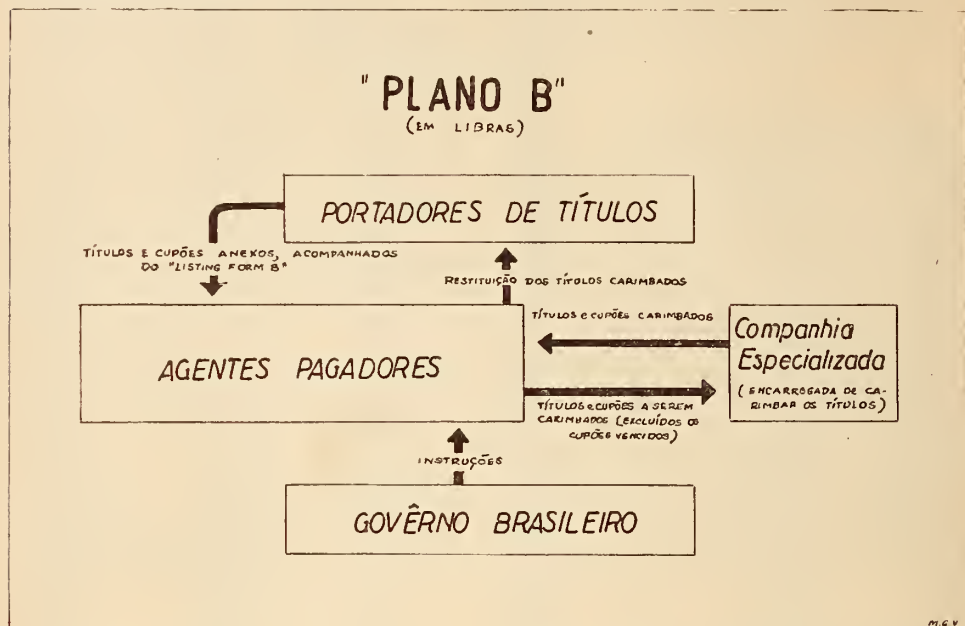 "PLANO B"
(EM LIBRAS)
PORTADORES DE TÍTULOS
TÍTULOS E CUPÕES ANEXOS, ACOMPANHADOS
DO "LISTING FORM B"
RESTITUIÇÃO DOS TÍTULOS CARIMBADOS
TÍTULOS E CUPÕES CARIMBADOS
AGENTES PAGADORES
Companhia
Especializada
(ENCARREGADA DE CA-
RIMBAR OS TÍTULOS)
TÍTULOS E CUPÕES A SEREM
CARIMBADOS (EXCLUÍDOS OS
CUPÕES VENCIDOS)
INSTRUÇÕES
GOVÊRNO BRASILEIRO
M.G.V